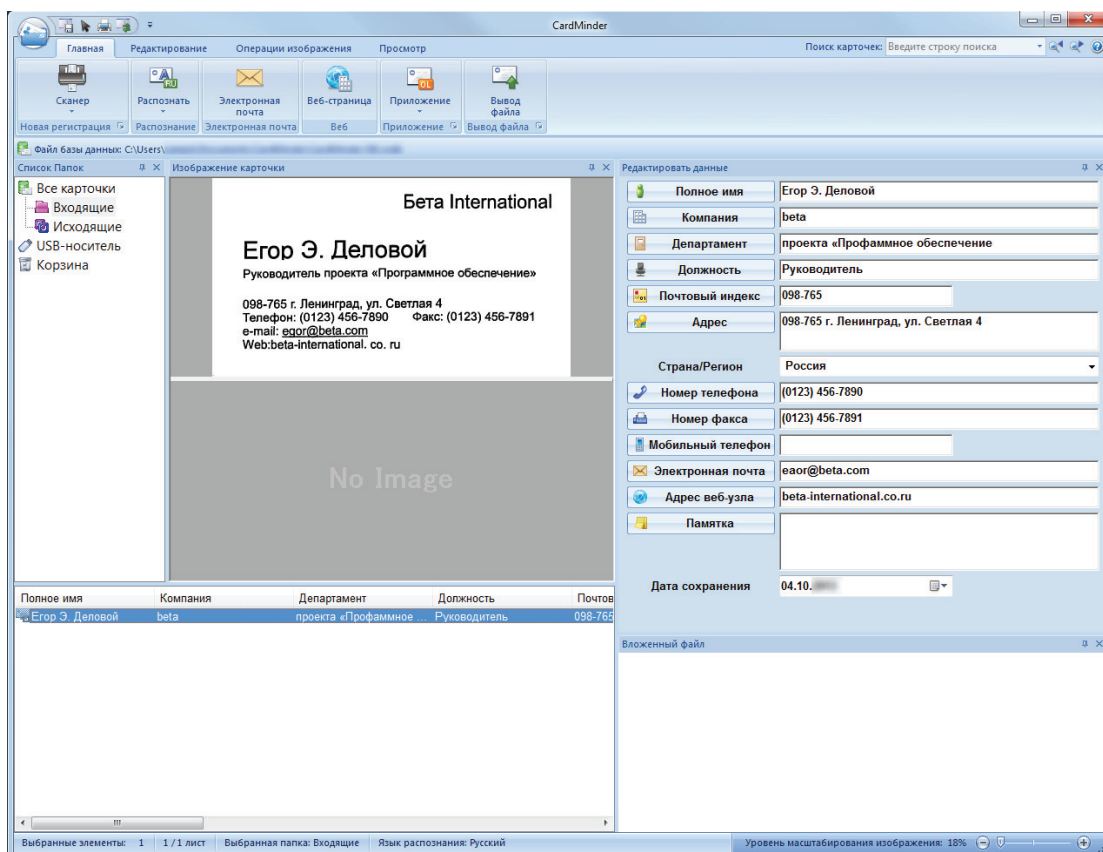 CardMinder
Главная Редактирование Операции изображения Просмотр
Поиск карточек: Введите строку поиска
Сканер
Распознать
Электронная почта
Веб-страница
Приложение
Вывод файла
Новая регистрация Распознание Электронная почта Веб Приложение Вывод файла
Файл базы данных: C:\Users\
Список Папок
Все карточки
Входящие
Исходящие
USB-носитель
Корзина
Изображение карточки
Бета International
Егор Э. Деловой
Руководитель проекта «Программное обеспечение»
098-765 г. Ленинград, ул. Светлая 4
Телефон: (0123) 456-7890 Факс: (0123) 456-7891
e-mail: egor@beta.com
Web:beta-international. co. ru
No Image
Редактировать данные
Полное имя Егор Э. Деловой
Компания beta
Департамент проекта «Профаммное обеспечение
Должность Руководитель
Почтовый индекс 098-765
Адрес 098-765 г. Ленинград, ул. Светлая 4
Страна/Регион Россия
Номер телефона (0123) 456-7890
Номер факса (0123) 456-7891
Мобильный телефон
Электронная почта eaor@beta.com
Адрес веб-узла beta-international.co.ru
Памятка
Дата сохранения 04.10.
Полное имя Компания Департамент Должность Почтов
Егор Э. Деловой beta проекта «Профаммное ... Руководитель 098-765
Вложенный файл
Выбранные элементы: 1 1 / 1 лист Выбранная папка: Входящие Язык распознавания: Русский
Уровень масштабирования изображения: 18%